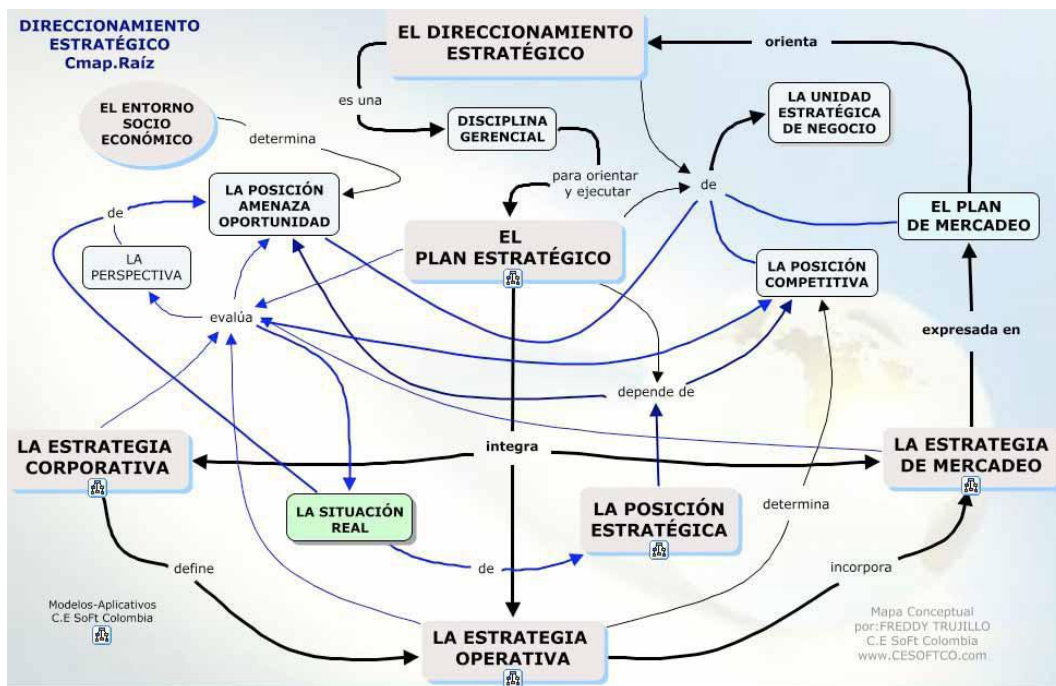 DIRECCIONAMIENTO
ESTRATÉGICO
Cmap.Raíz
EL DIRECCIONAMIENTO
ESTRATÉGICO
orienta
EL ENTORNO
SOCIO
ECONÓMICO
es una
DISCIPLINA
GERENCIAL
LA UNIDAD
ESTRATÉGICA
DE NEGOCIO
determina
para orientar
y ejecutar
de
LA POSICIÓN
AMENAZA
OPORTUNIDAD
de
EL PLAN
DE MERCADEO
EL
PLAN ESTRATÉGICO
LA
PERSPECTIVA
LA POSICIÓN
COMPETITIVA
evalúa
expresada en
depende de
LA ESTRATEGIA
CORPORATIVA
integra
LA ESTRATEGIA
DE MERCADEO
LA SITUACIÓN
REAL
LA POSICIÓN
ESTRATÉGICA
determina
define
de
incorpora
Modelos-Aplicativos
C.E SoFt Colombia
LA ESTRATEGIA
OPERATIVA
Mapa Conceptual
por:FREDDY TRUJILLO
C.E SoFt Colombia
www.CESOFTCO.com